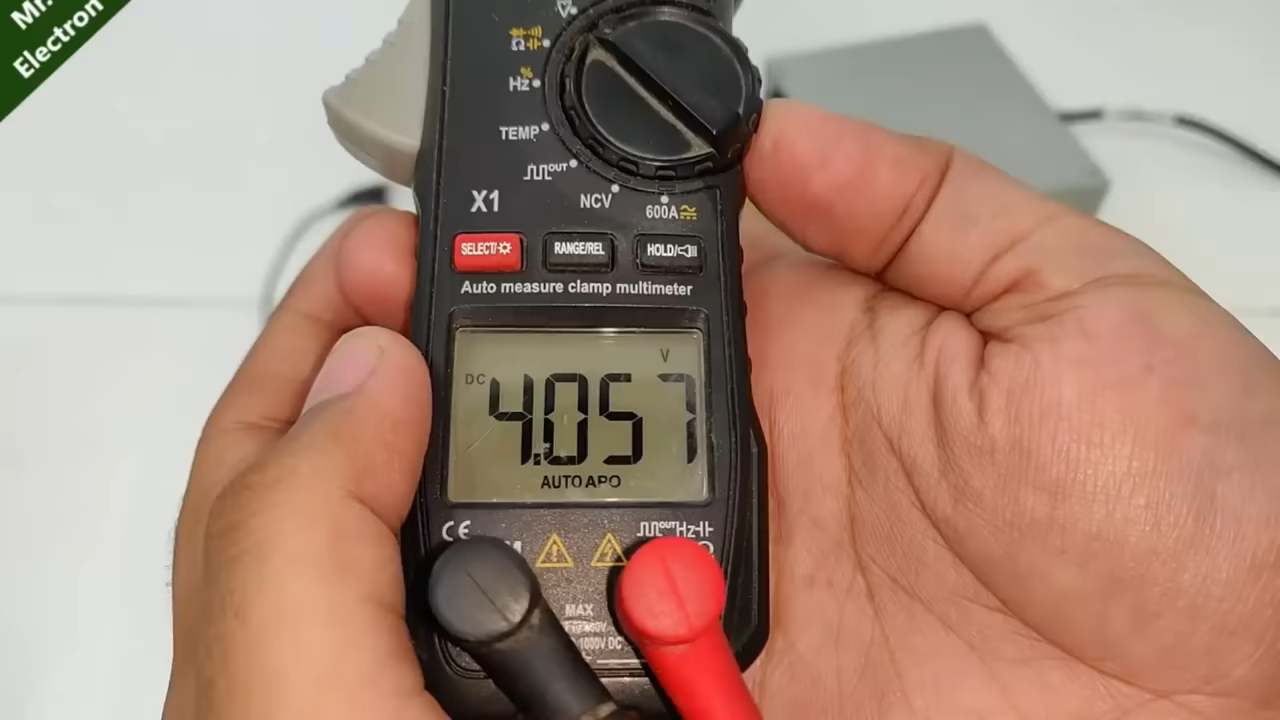 Mr.
Electron
Ω
Hz%
TEMP
OUT
NCV
600A
X1
SELECT/
RANGE/REL
HOLD/
Auto measure clamp multimeter
V
DC
4.057
AUTO APO
CE
OUT Hz
MAX
1000V DC